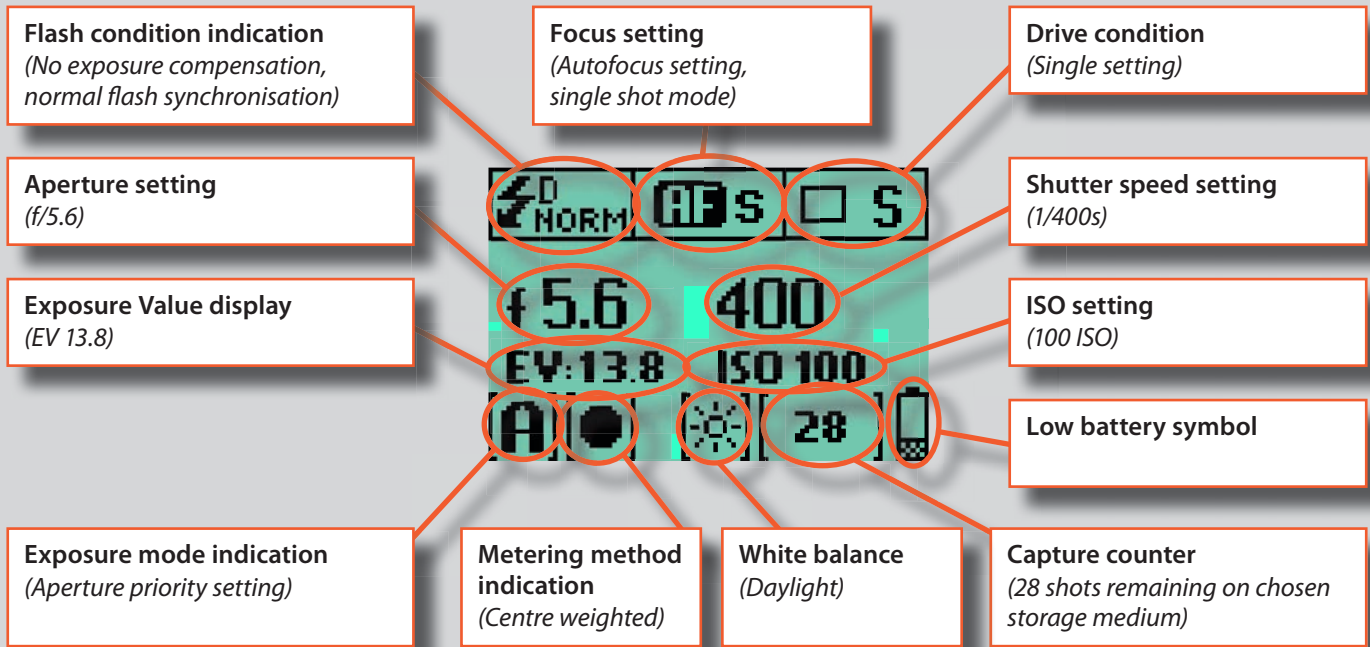 Flash condition indication
(No exposure compensation,
normal flash synchronisation)
Focus setting
(Autofocus setting,
single shot mode)
Drive condition
(Single setting)
Aperture setting
(f/5.6)
Shutter speed setting
(1/400s)
Exposure Value display
(EV 13.8)
ISO setting
(100 ISO)
Low battery symbol
D
NORM
AF S
S
f 5.6
400
EV:13.8
ISO 100
A
28
Exposure mode indication
(Aperture priority setting)
Metering method
indication
(Centre weighted)
White balance
(Daylight)
Capture counter
(28 shots remaining on chosen
storage medium)